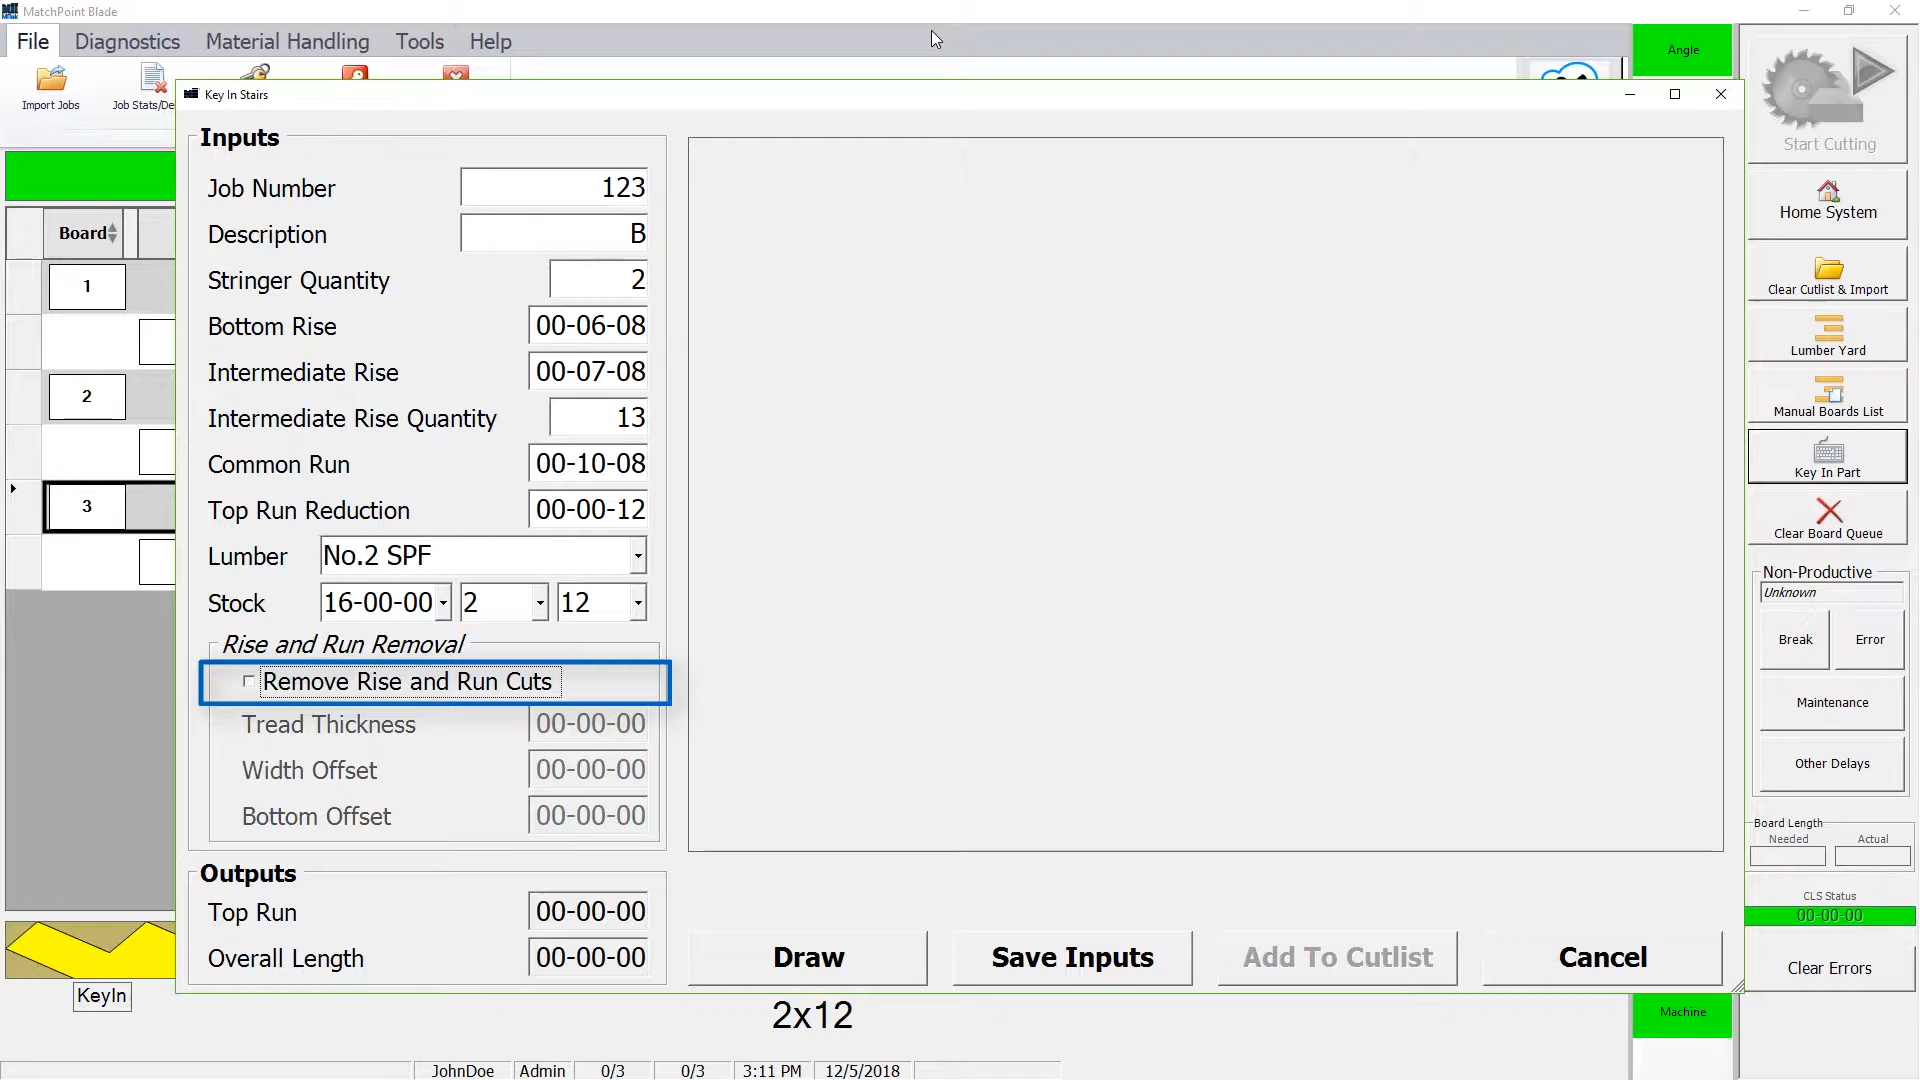 MatchPoint Blade
File Diagnostics Material Handling Tools Help
Import Jobs
Job Stats/De
Key In Stairs
Angle
Start Cutting
Inputs
Job Number 123
Description B
Stringer Quantity 2
Bottom Rise 00-06-08
Intermediate Rise 00-07-08
Intermediate Rise Quantity 13
Common Run 00-10-08
Top Run Reduction 00-00-12
Lumber No.2 SPF
Stock 16-00-00 2 12
Rise and Run Removal
Remove Rise and Run Cuts
Tread Thickness 00-00-00
Width Offset 00-00-00
Bottom Offset 00-00-00
Outputs
Top Run 00-00-00
Overall Length 00-00-00
Draw Save Inputs Add To Cutlist Cancel
Board
1
2
3
KeyIn
2x12
Home System
Clear Cutlist & Import
Lumber Yard
Manual Boards List
Key In Part
Clear Board Queue
Non-Productive
Unknown
Break Error
Maintenance
Other Delays
Board Length
Needed Actual
CLS Status
00-00-00
Clear Errors
Machine
JohnDoe Admin 0/3 0/3 3:11 PM 12/5/2018